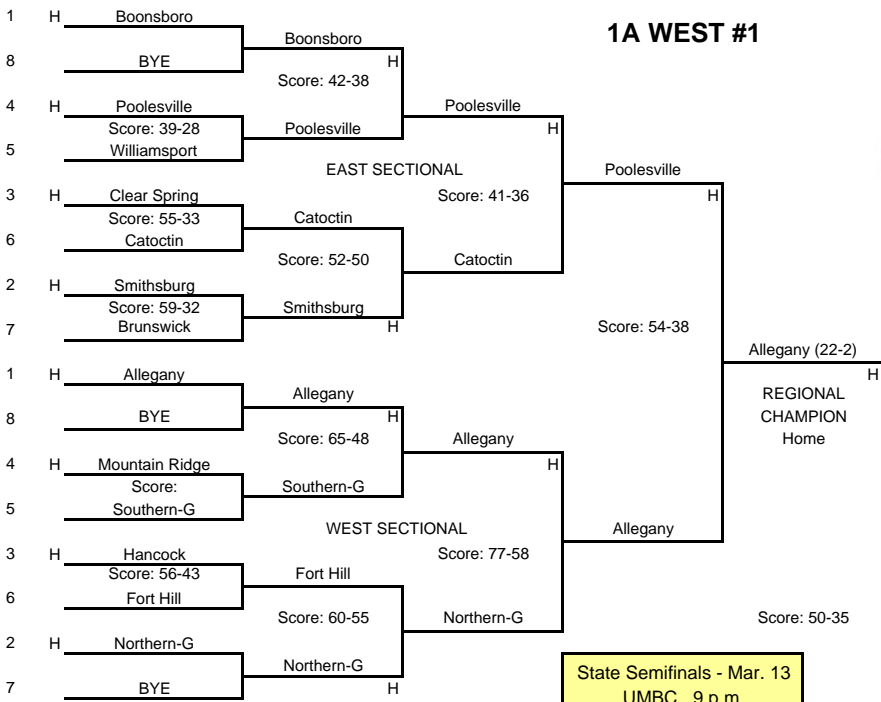 1A WEST #1
1 H Boonsboro
Boonsboro
8 BYE
H
Score: 42-38
4 H Poolesville
Poolesville
Score: 39-28
Poolesville
H
5 Williamsport
EAST SECTIONAL
Poolesville
3 H Clear Spring
Score: 41-36
H
Score: 55-33
Catoctin
6 Catoctin
Score: 52-50
Catoctin
2 H Smithsburg
Score: 59-32
Smithsburg
7 Brunswick
H
Score: 54-38
Allegany (22-2)
H
1 H Allegany
Allegany
REGIONAL
CHAMPION
Home
8 BYE
H
Score: 65-48
Allegany
4 H Mountain Ridge
H
Score:
Southern-G
5 Southern-G
WEST SECTIONAL
Allegany
3 H Hancock
Score: 77-58
Score: 56-43
Fort Hill
6 Fort Hill
Score: 60-55
Northern-G
Score: 50-35
2 H Northern-G
Northern-G
7 BYE
H
State Semifinals - Mar. 13
UMBC 9 p.m.